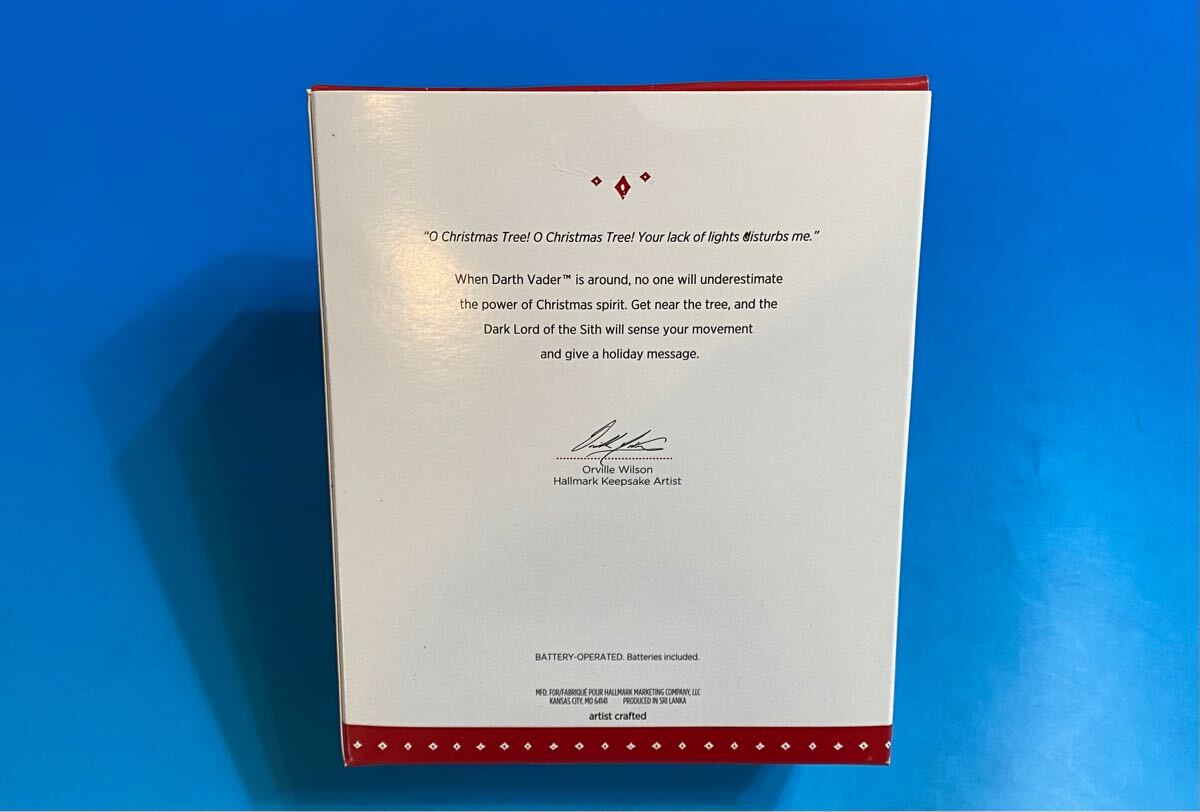 “O Christmas Tree! O Christmas Tree! Your lack of lights disturbs me.”
When Darth Vader™ is around, no one will underestimate
the power of Christmas spirit. Get near the tree, and the
Dark Lord of the Sith will sense your movement
and give a holiday message.
Orville Wilson
Hallmark Keepsake Artist
BATTERY-OPERATED. Batteries included.
MFD. FOR/FABRIQUÉ POUR HALLMARK MARKETING COMPANY, LLC
KANSAS CITY, MO 64141 PRODUCED IN SRI LANKA
artist crafted